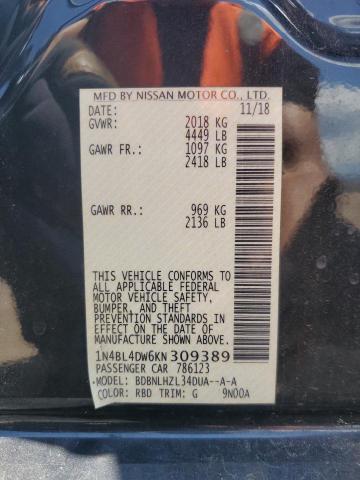 MFD BY NISSAN MOTOR CO., LTD.
DATE: 11/18
GVWR: 2018 KG
4449 LB
GAWR FR.: 1097 KG
2418 LB
GAWR RR.: 969 KG
2136 LB
THIS VEHICLE CONFORMS TO
ALL APPLICABLE FEDERAL
MOTOR VEHICLE SAFETY,
BUMPER, AND THEFT
PREVENTION STANDARDS IN
EFFECT ON THE DATE OF
MANUFACTURE SHOWN ABOVE.
1N4BL4DW6KN309389
PASSENGER CAR 786123
MODEL: BDBNLHZL34DUA--A-A
COLOR: RBD TRIM: G 9N00A